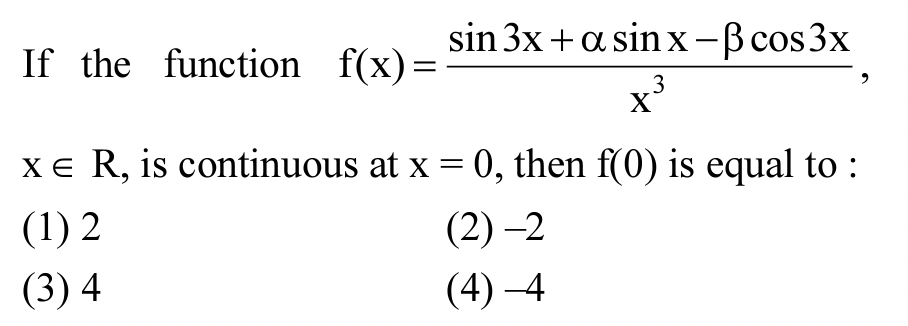 If the function f(x) = (sin 3x + α sin x − β cos 3x) / x³,
x ∈ R, is continuous at x = 0, then f(0) is equal to :
(1) 2 (2) –2
(3) 4 (4) –4